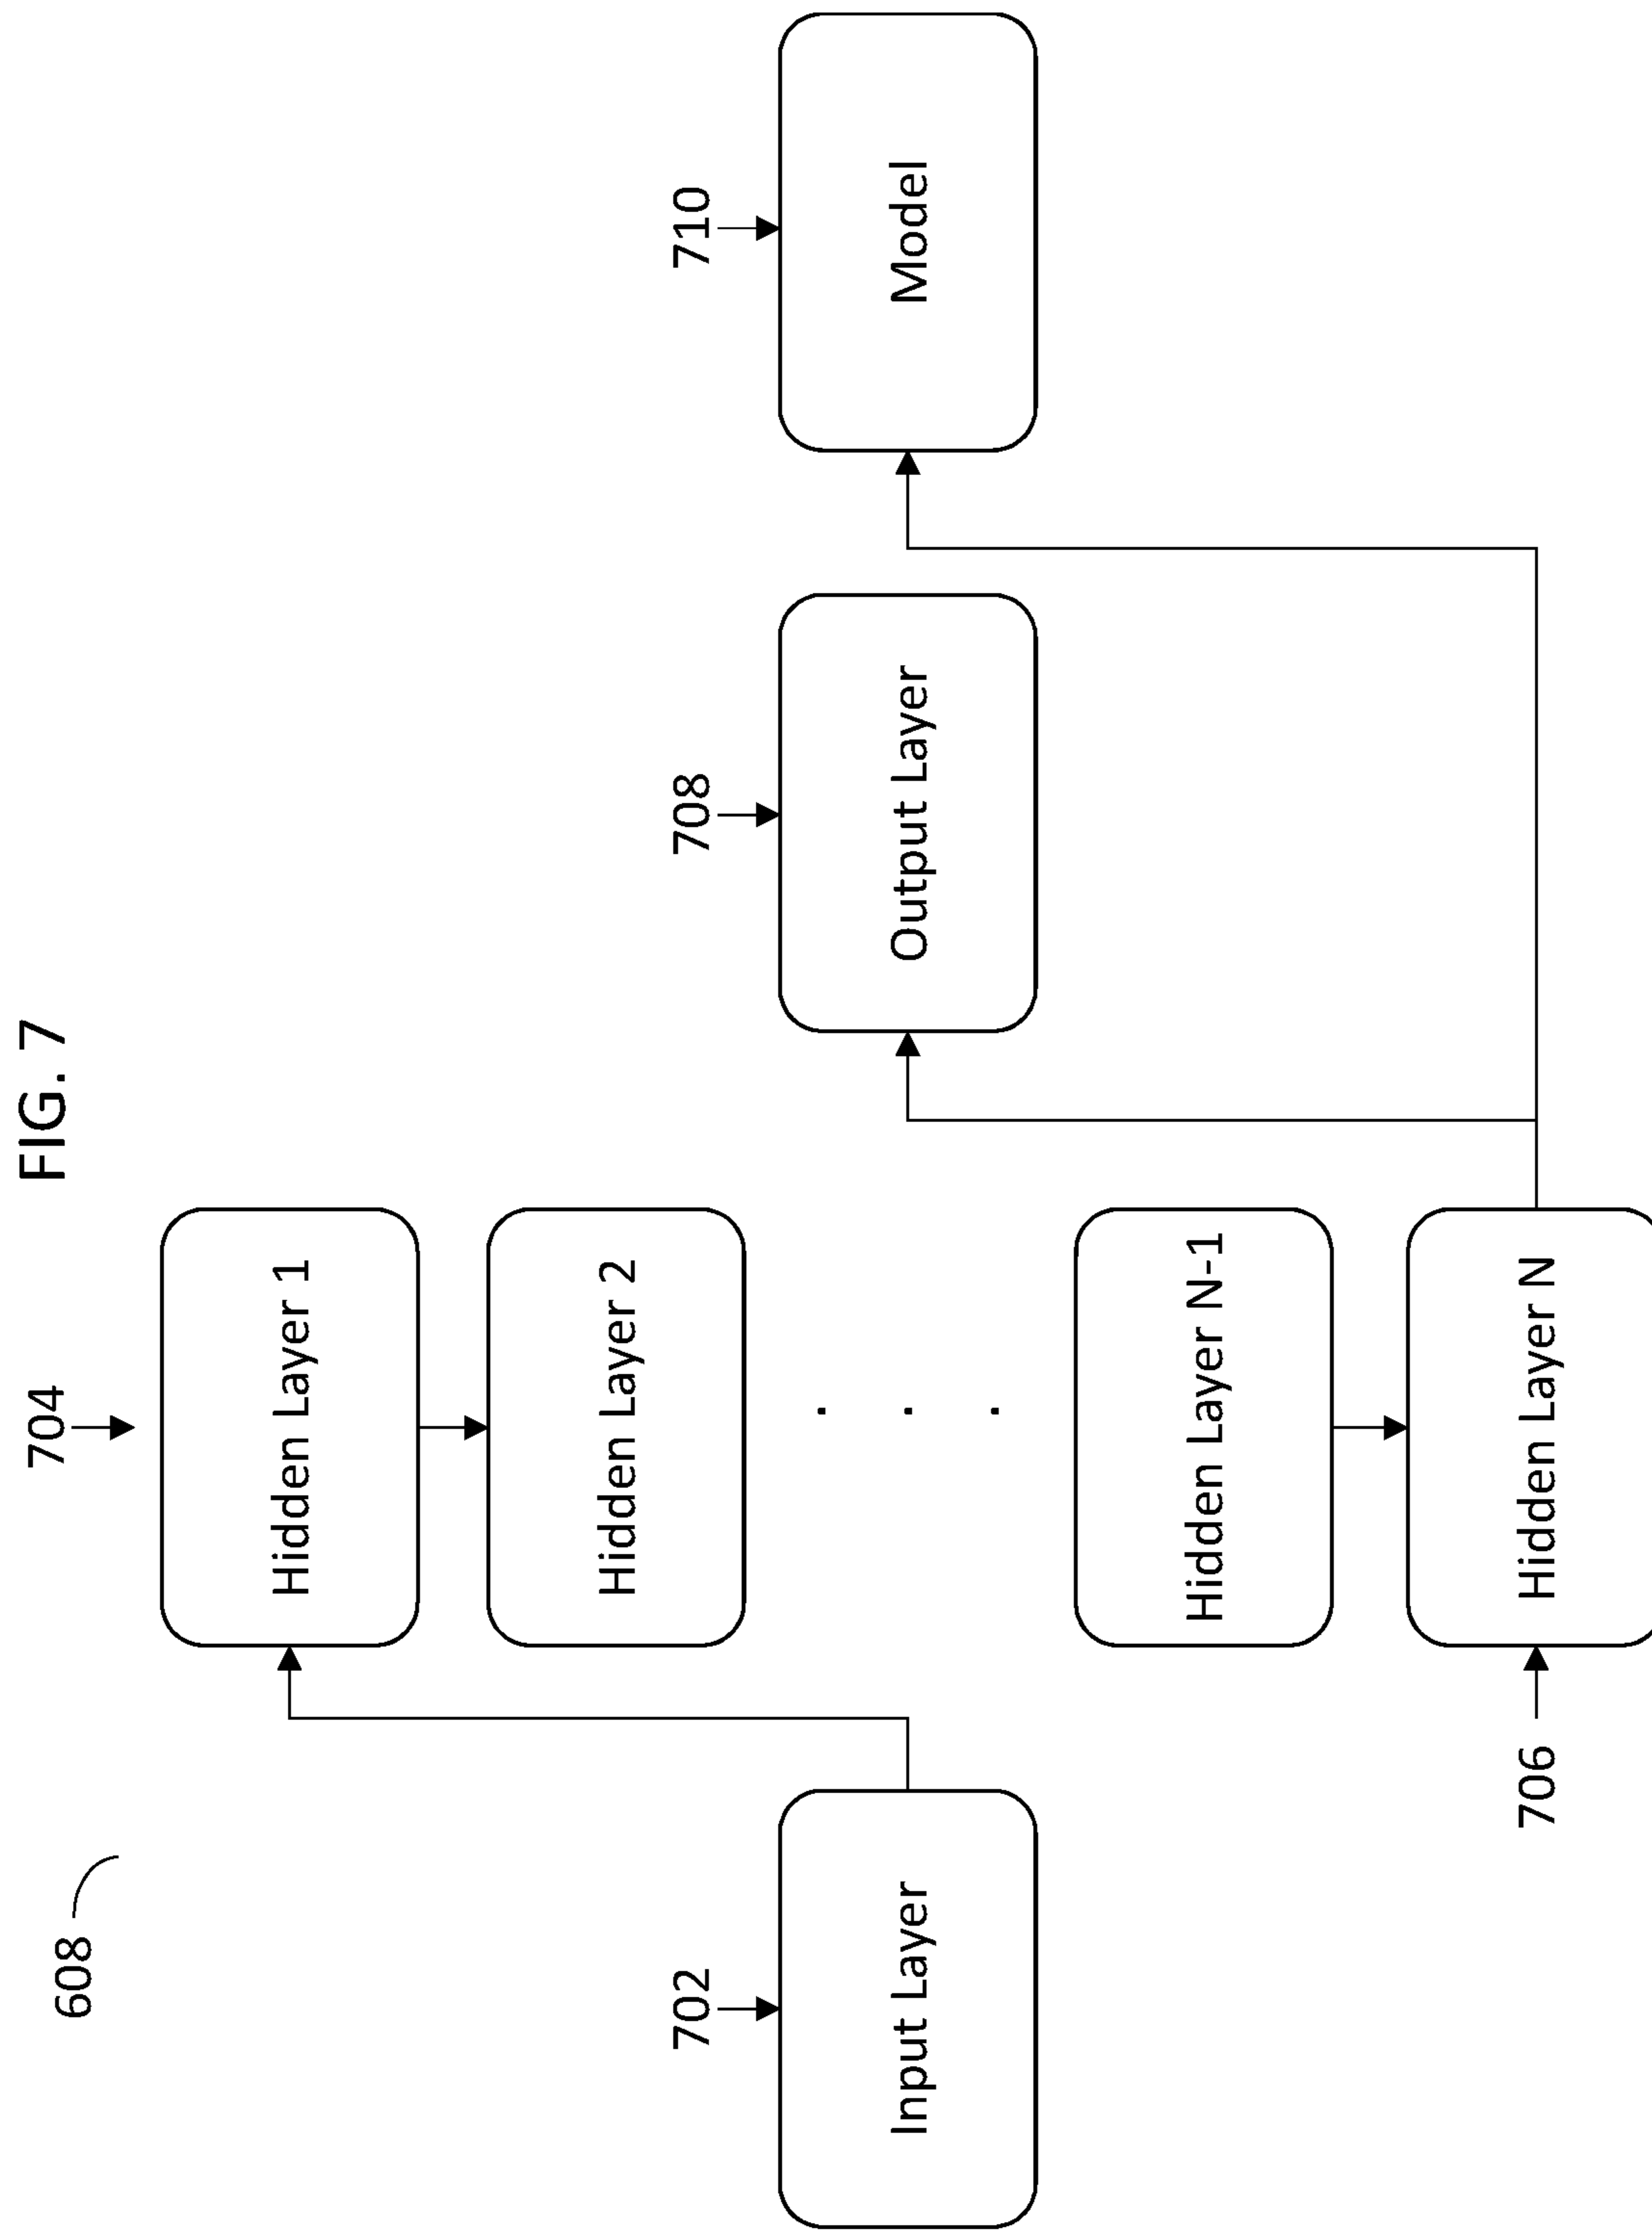 FIG. 7
608
704
Hidden Layer 1
Hidden Layer 2
.
.
.
Hidden Layer N-1
706
Hidden Layer N
702
Input Layer
708
Output Layer
710
Model